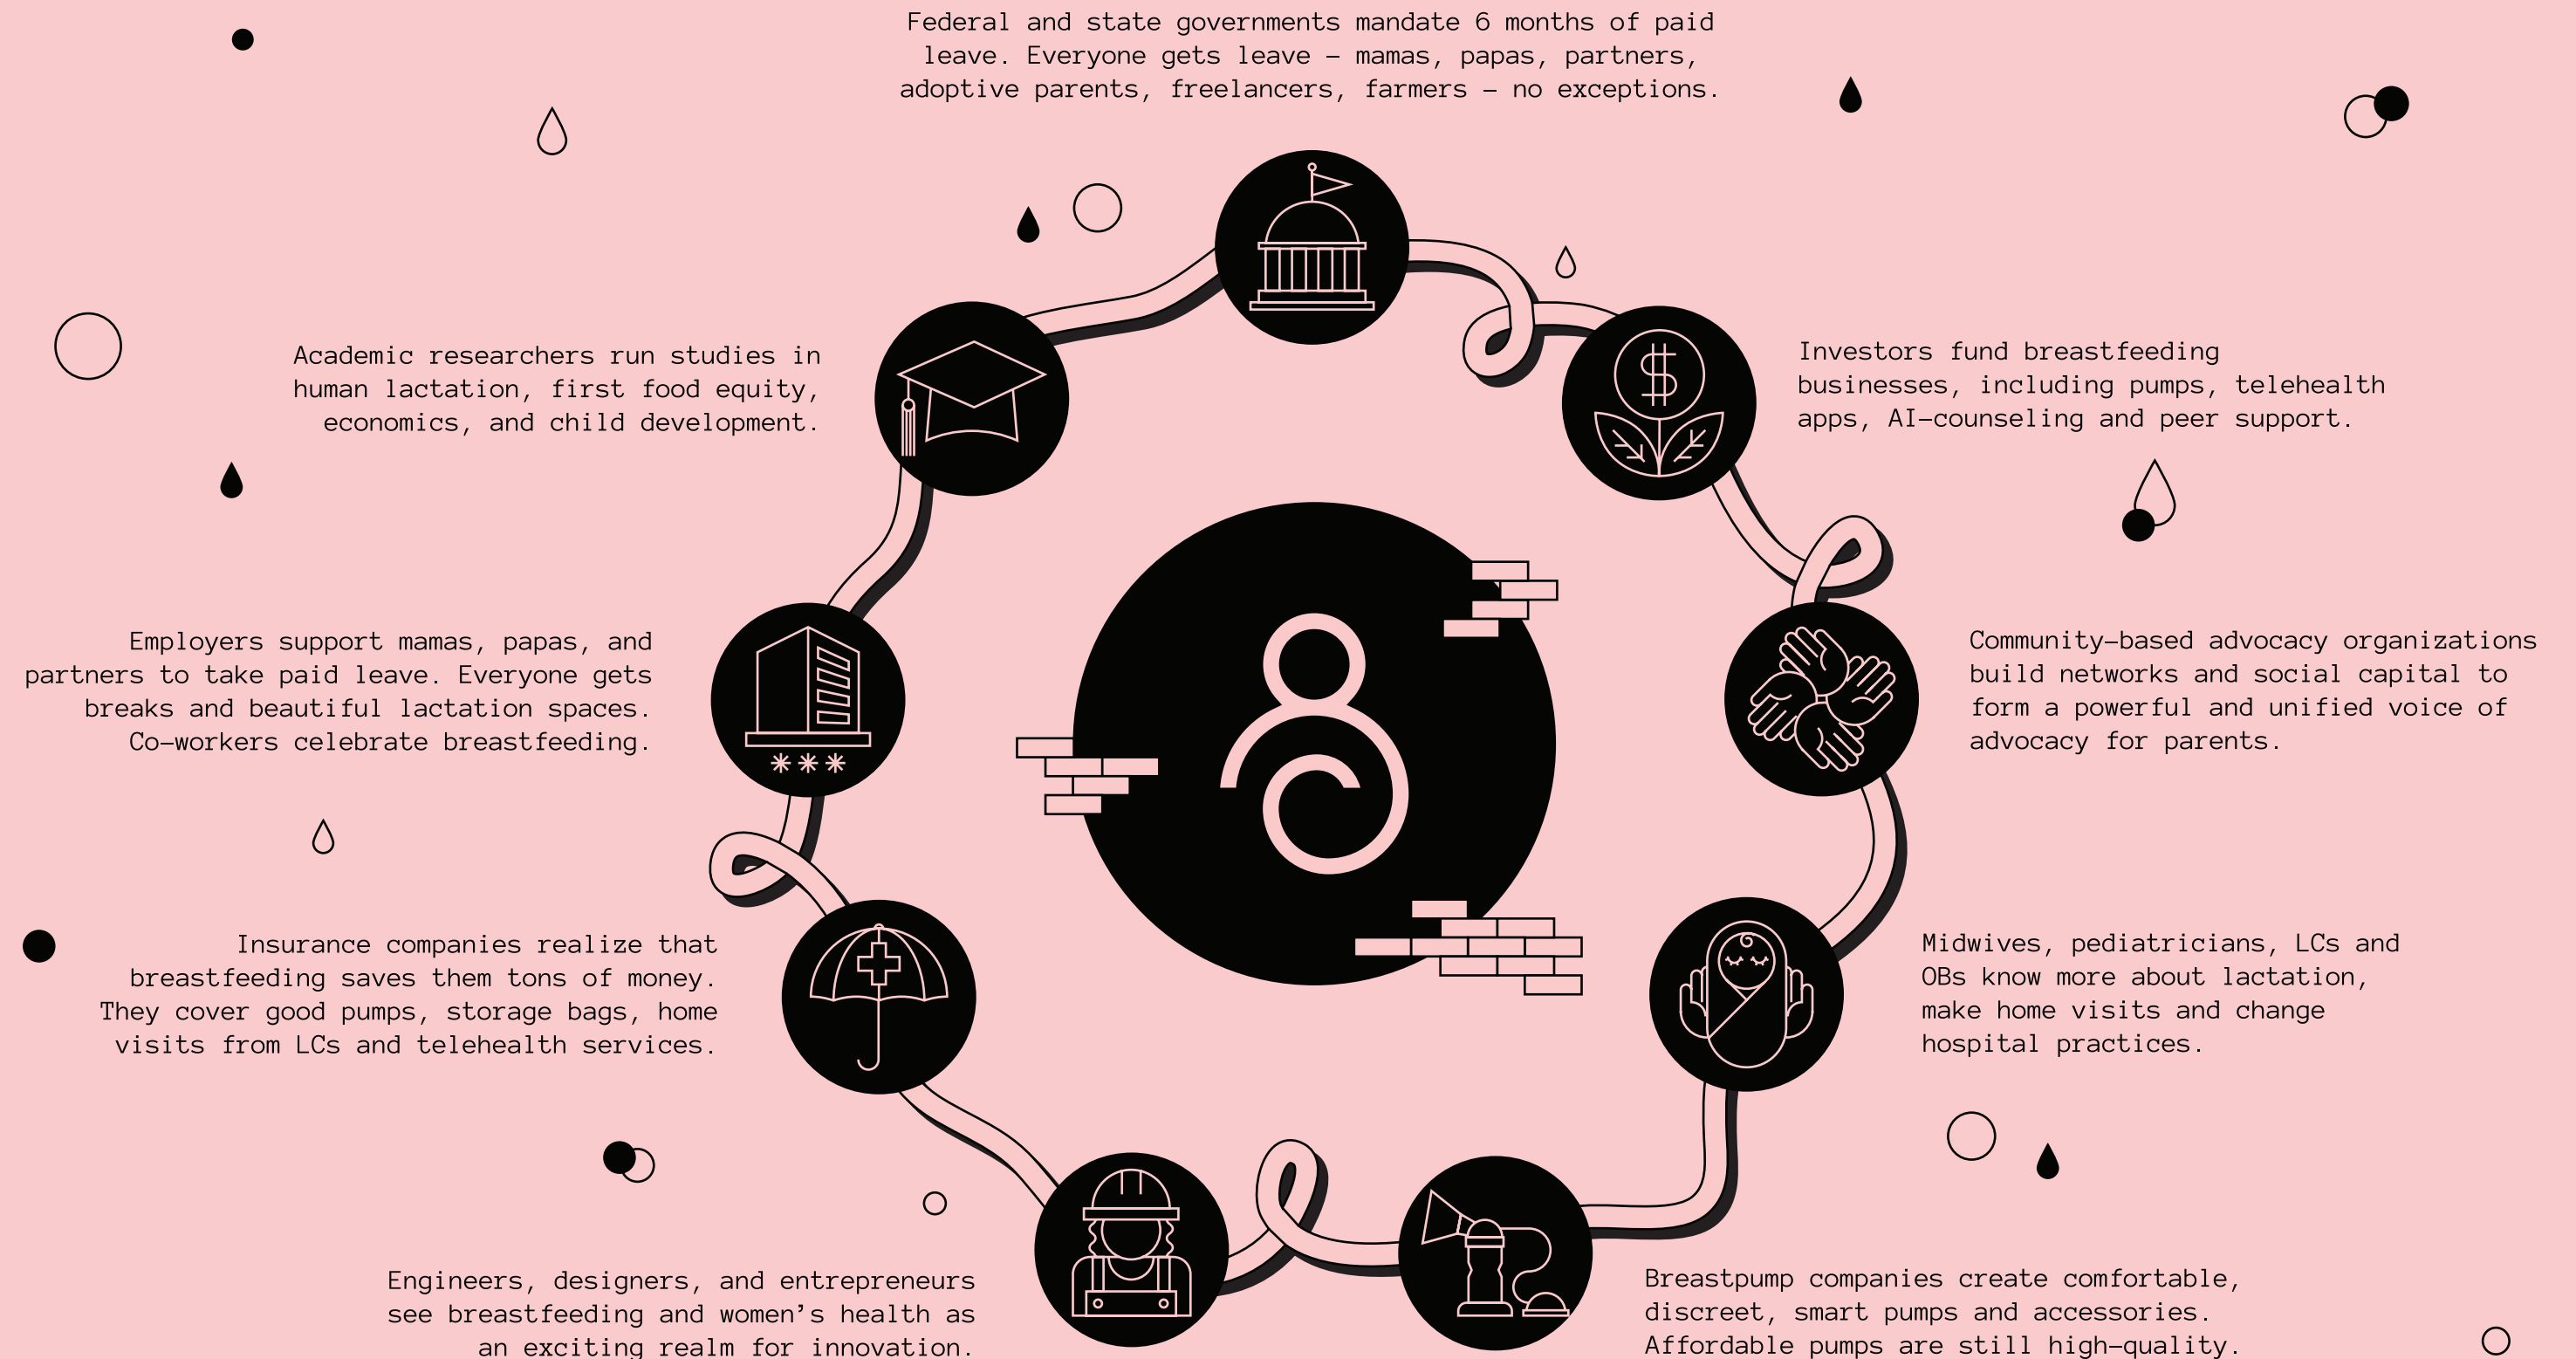 Federal and state governments mandate 6 months of paid
leave. Everyone gets leave – mamas, papas, partners,
adoptive parents, freelancers, farmers – no exceptions.
Academic researchers run studies in
human lactation, first food equity,
economics, and child development.
Investors fund breastfeeding
businesses, including pumps, telehealth
apps, AI-counseling and peer support.
Employers support mamas, papas, and
partners to take paid leave. Everyone gets
breaks and beautiful lactation spaces.
Co-workers celebrate breastfeeding.
Community-based advocacy organizations
build networks and social capital to
form a powerful and unified voice of
advocacy for parents.
Insurance companies realize that
breastfeeding saves them tons of money.
They cover good pumps, storage bags, home
visits from LCs and telehealth services.
Midwives, pediatricians, LCs and
OBs know more about lactation,
make home visits and change
hospital practices.
Engineers, designers, and entrepreneurs
see breastfeeding and women’s health as
an exciting realm for innovation.
Breastpump companies create comfortable,
discreet, smart pumps and accessories.
Affordable pumps are still high-quality.